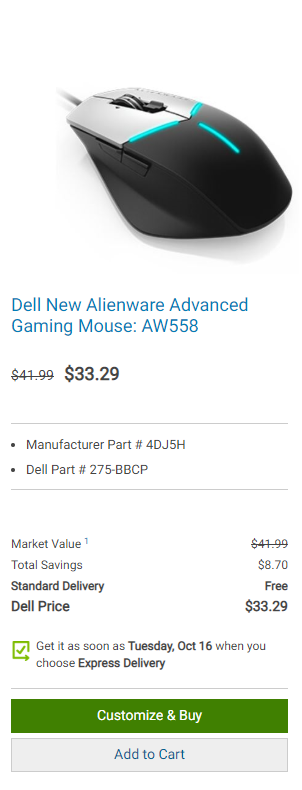 Dell New Alienware Advanced
Gaming Mouse: AW558
$41.99 $33.29
• Manufacturer Part # 4DJ5H
• Dell Part # 275-BBCP
Market Value 1 $41.99
Total Savings $8.70
Standard Delivery Free
Dell Price $33.29
Get it as soon as Tuesday, Oct 16 when you
choose Express Delivery
Customize & Buy
Add to Cart